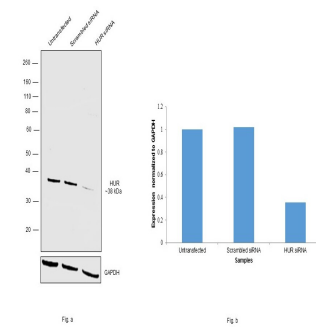 Untransfected
Scrambled siRNA
HUR siRNA
260
160
110
80
60
50
40
30
20
HUR
~38 kDa
GAPDH
Fig. a
Expression normalized to GAPDH
1.2
1
0.8
0.6
0.4
0.2
0
Untransfected
Scrambled siRNA
HUR siRNA
Samples
Fig. b